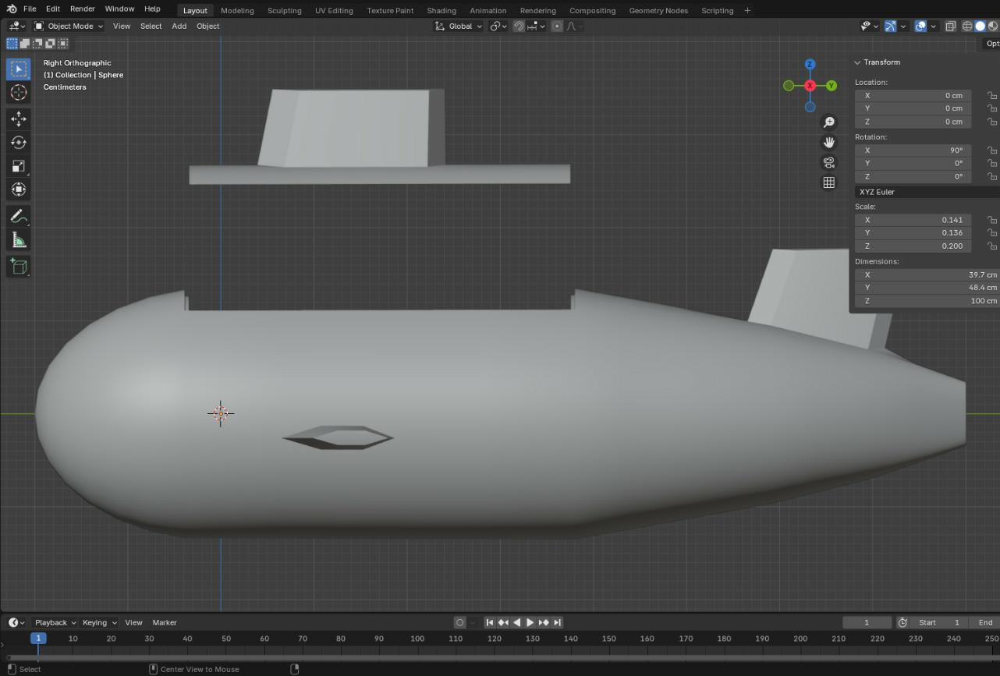 File Edit Render Window Help Layout Modeling Sculpting UV Editing Texture Paint Shading Animation Rendering Compositing Geometry Nodes Scripting +
Object Mode View Select Add Object Global
Opt
Right Orthographic
(1) Collection | Sphere
Centimeters
Z
X
Y
Transform
Location:
X 0 cm
Y 0 cm
Z 0 cm
Rotation:
X 90°
Y 0°
Z 0°
XYZ Euler
Scale:
X 0.141
Y 0.136
Z 0.200
Dimensions:
X 39.7 cm
Y 48.4 cm
Z 100 cm
Playback Keying View Marker 1 Start 1 End
1 10 20 30 40 50 60 70 80 90 100 110 120 130 140 150 160 170 180 190 200 210 220 230 240 250
Select Center View to Mouse